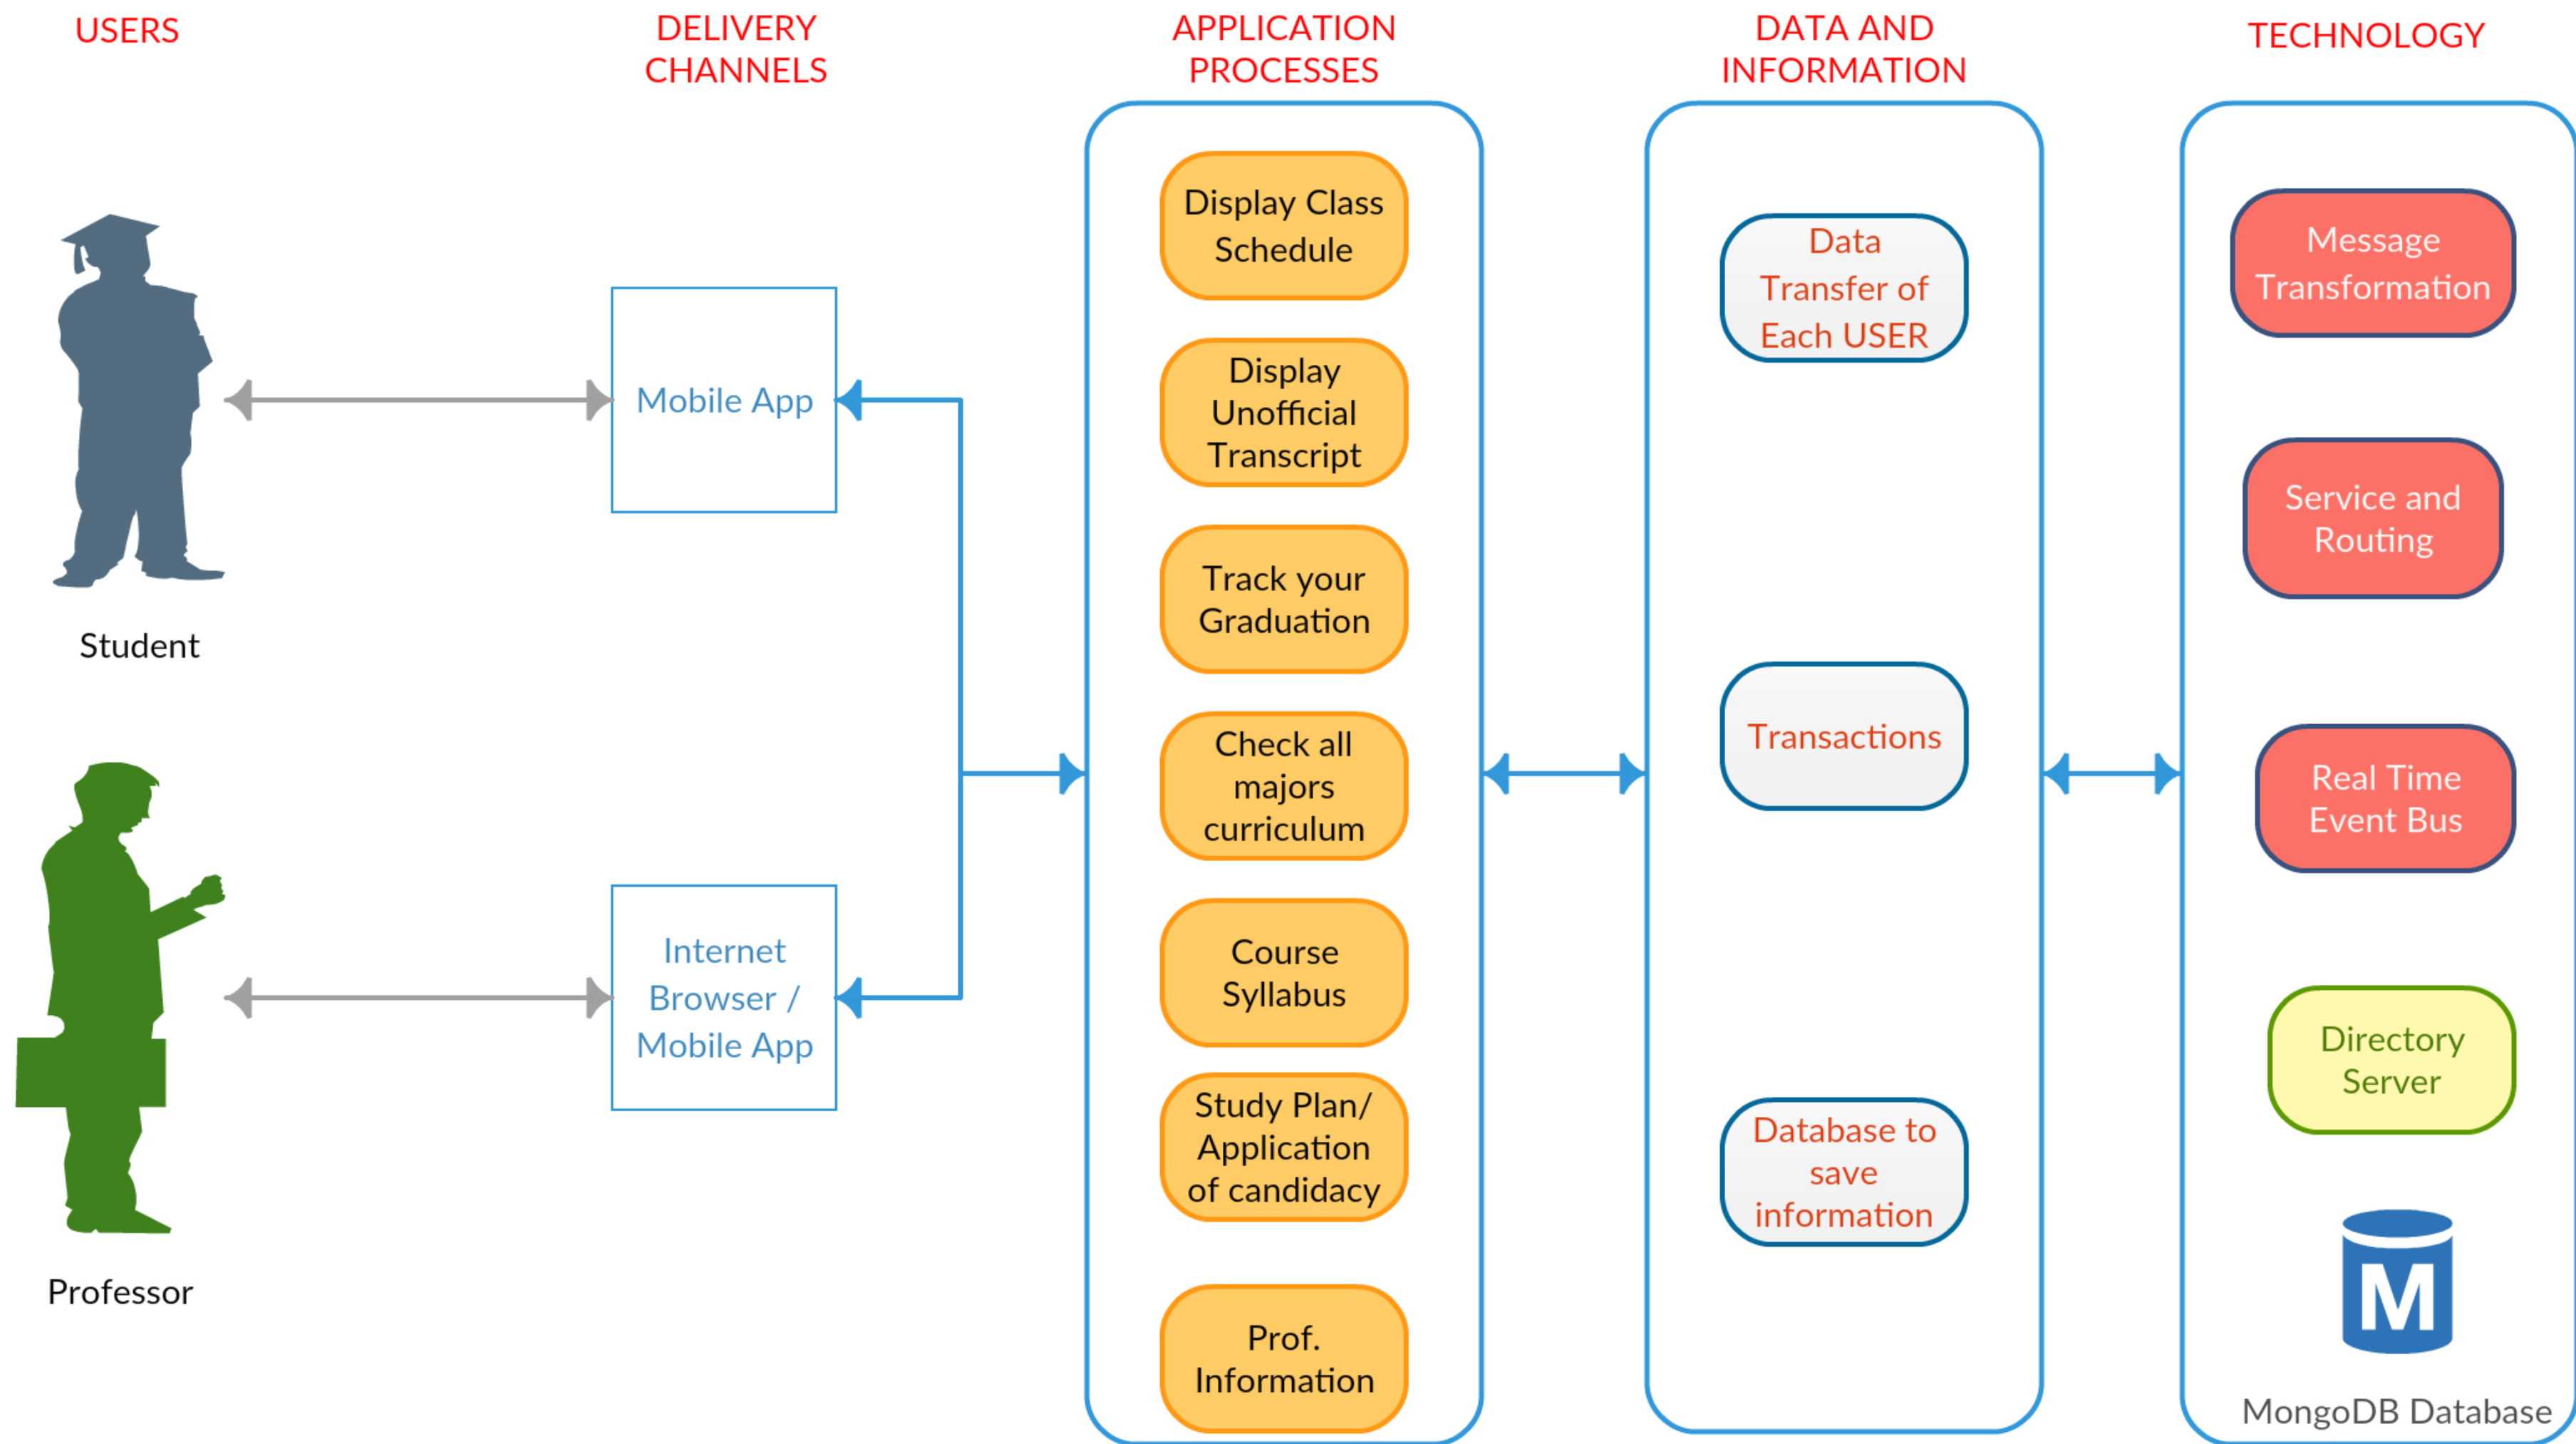 USERS
DELIVERY
CHANNELS
APPLICATION
PROCESSES
DATA AND
INFORMATION
TECHNOLOGY
Student
Professor
Mobile App
Internet
Browser /
Mobile App
Display Class
Schedule
Display
Unofficial
Transcript
Track your
Graduation
Check all
majors
curriculum
Course
Syllabus
Study Plan/
Application
of candidacy
Prof.
Information
Data
Transfer of
Each USER
Transactions
Database to
save
information
Message
Transformation
Service and
Routing
Real Time
Event Bus
Directory
Server
M
MongoDB Database